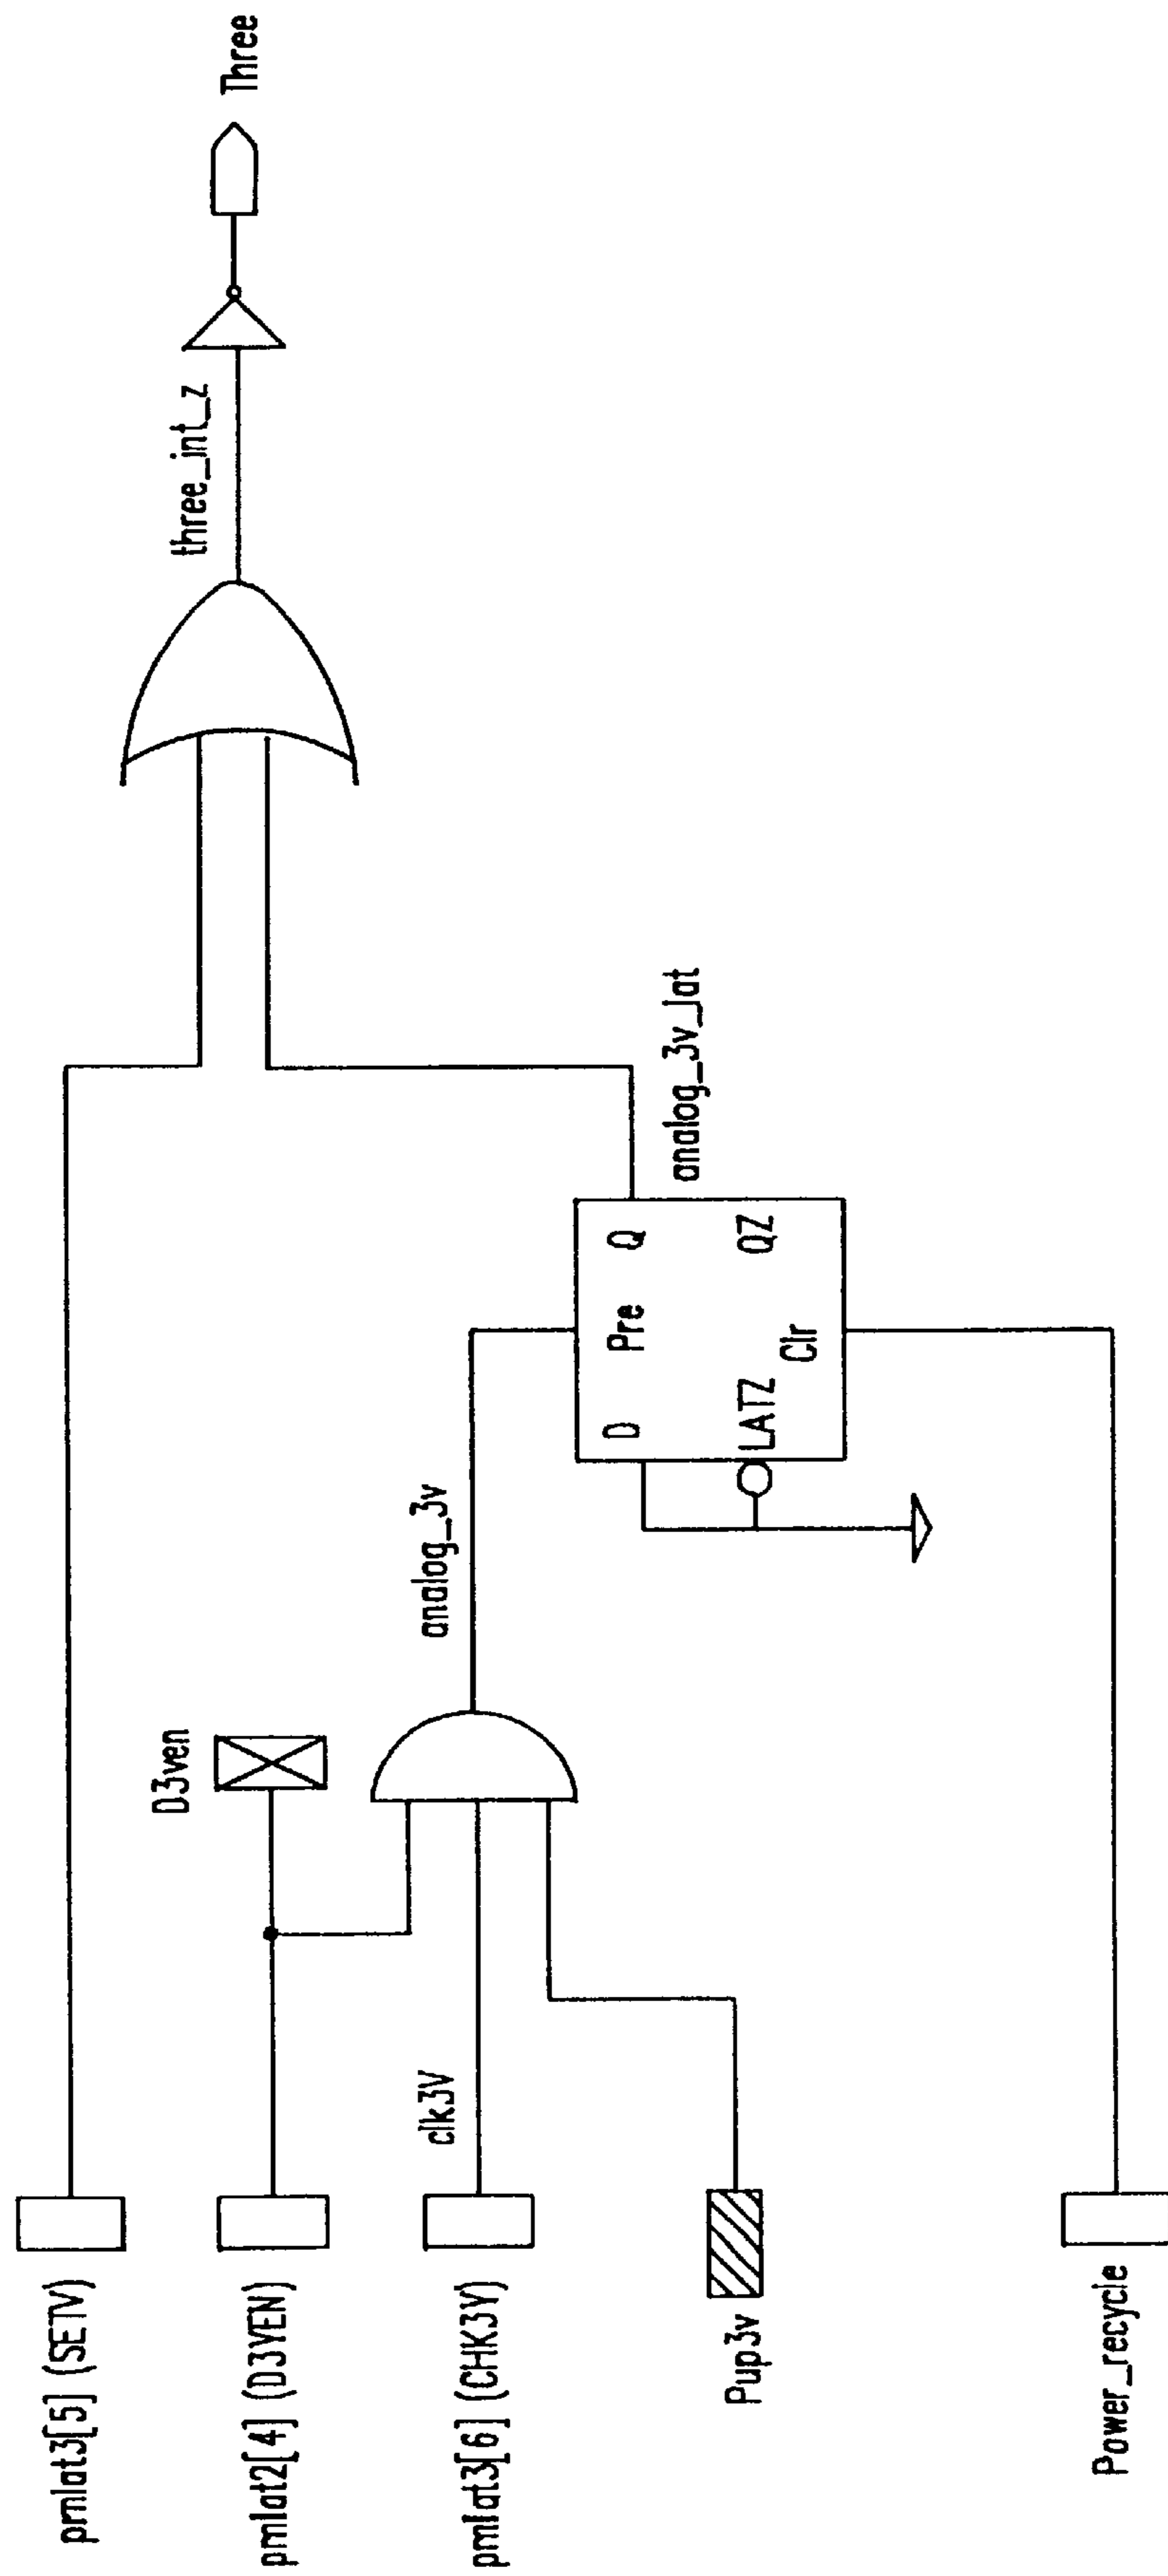 pmlat3[5] (SETV)
pmlat2[4] (D3VEN)
pmlat3[6] (CHK3V)
Pup3v
Power_recycle
clk3V
D3ven
analog_3v
D
Pre
Q
LATZ
Clr
QZ
analog_3v_lat
three_int_z
Three